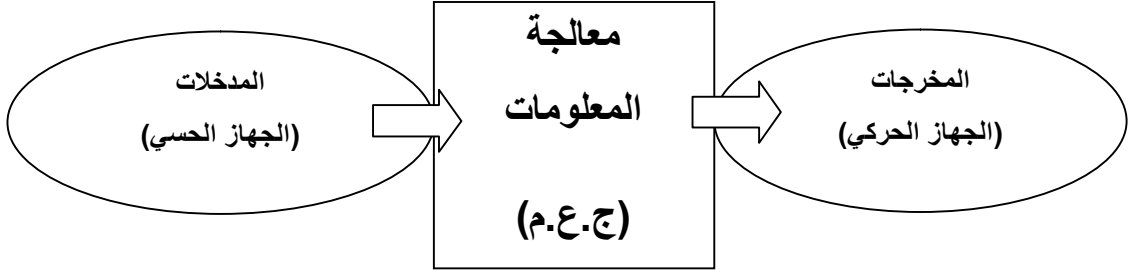 المدخلات
(الجهاز الحسي)
معالجة
المعلومات
(ج.ع.م)
المخرجات
(الجهاز الحركي)